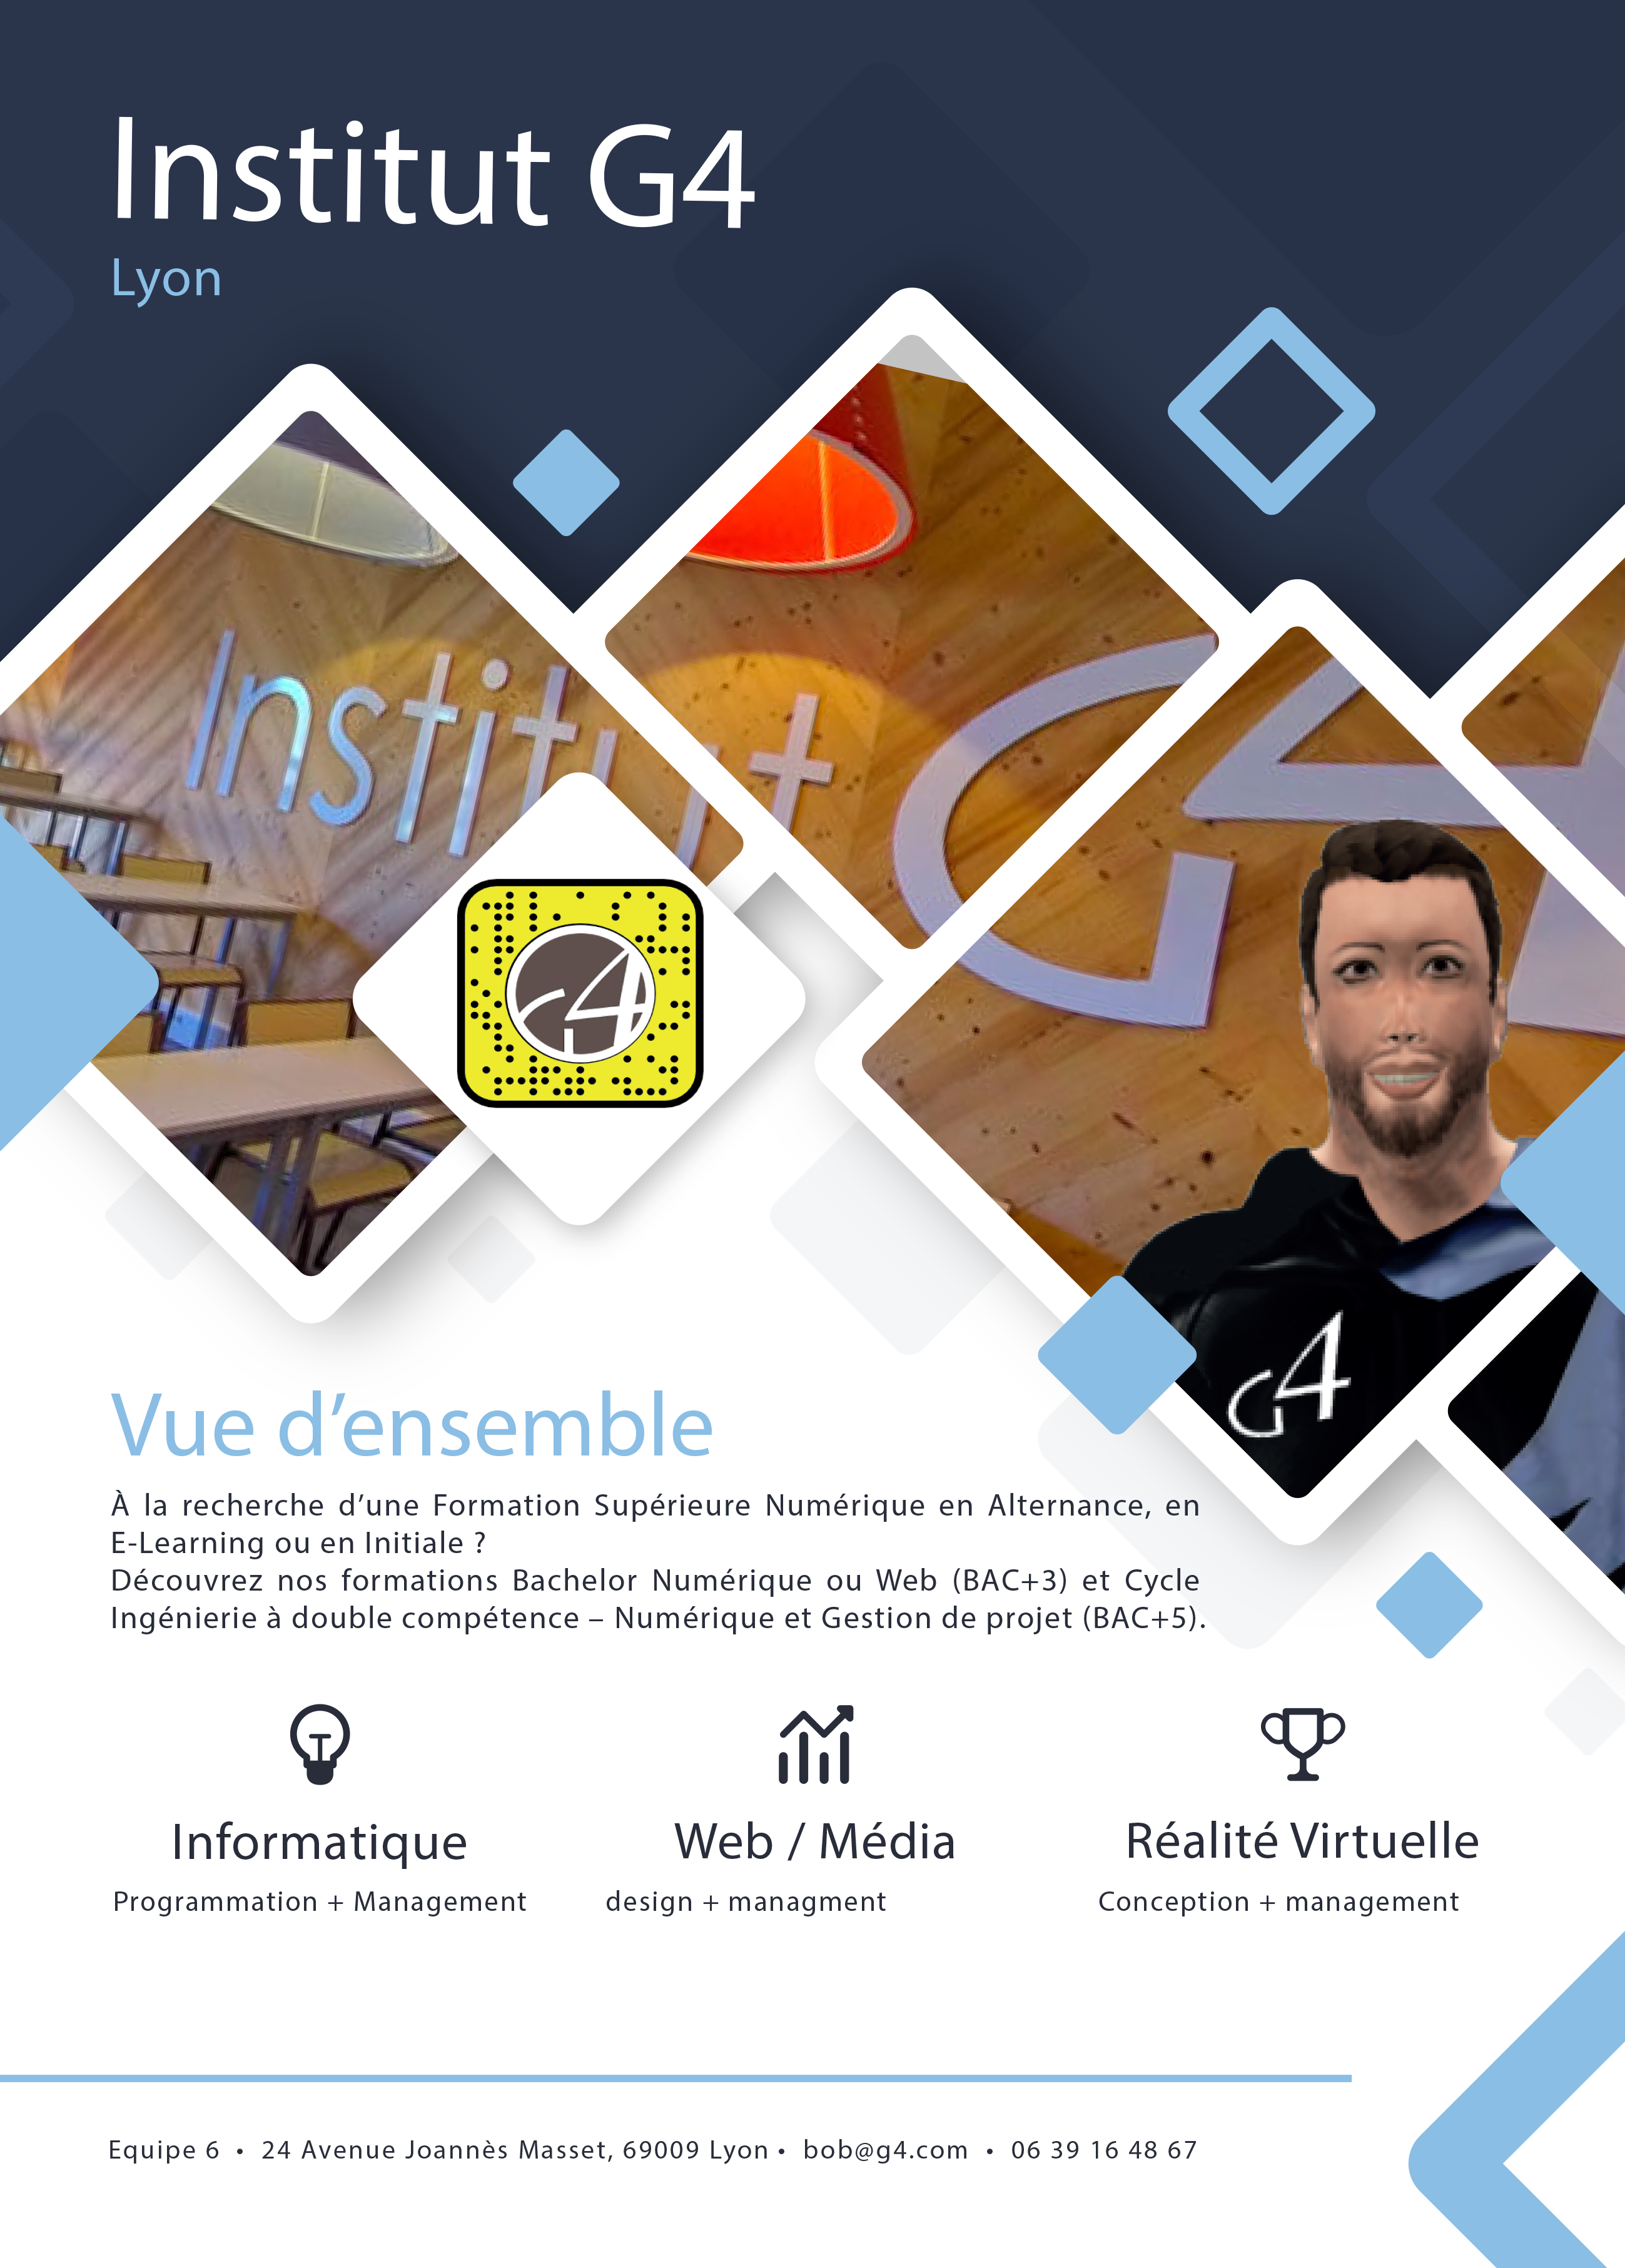 Institut G4
Lyon
Institut G4
G4
G4
Vue d’ensemble
À la recherche d’une Formation Supérieure Numérique en Alternance, en
E-Learning ou en Initiale ?
Découvrez nos formations Bachelor Numérique ou Web (BAC+3) et Cycle
Ingénierie à double compétence – Numérique et Gestion de projet (BAC+5).
Informatique
Web / Média
Réalité Virtuelle
Programmation + Management
design + managment
Conception + management
Equipe 6 • 24 Avenue Joannès Masset, 69009 Lyon • bob@g4.com • 06 39 16 48 67